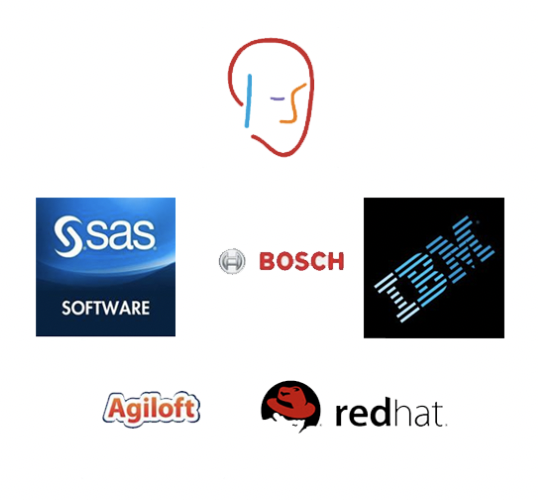 sas
SOFTWARE
BOSCH
IBM
Agiloft
redhat.